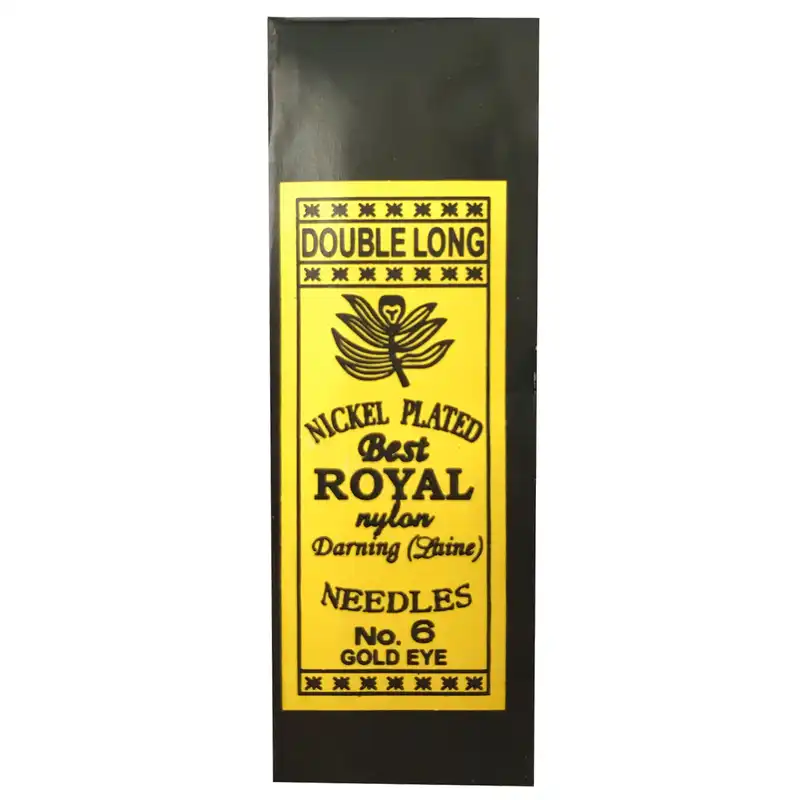 DOUBLE LONG
NICKEL PLATED
Best
ROYAL
nylon
Darning (Laine)
NEEDLES
No. 6
GOLD EYE